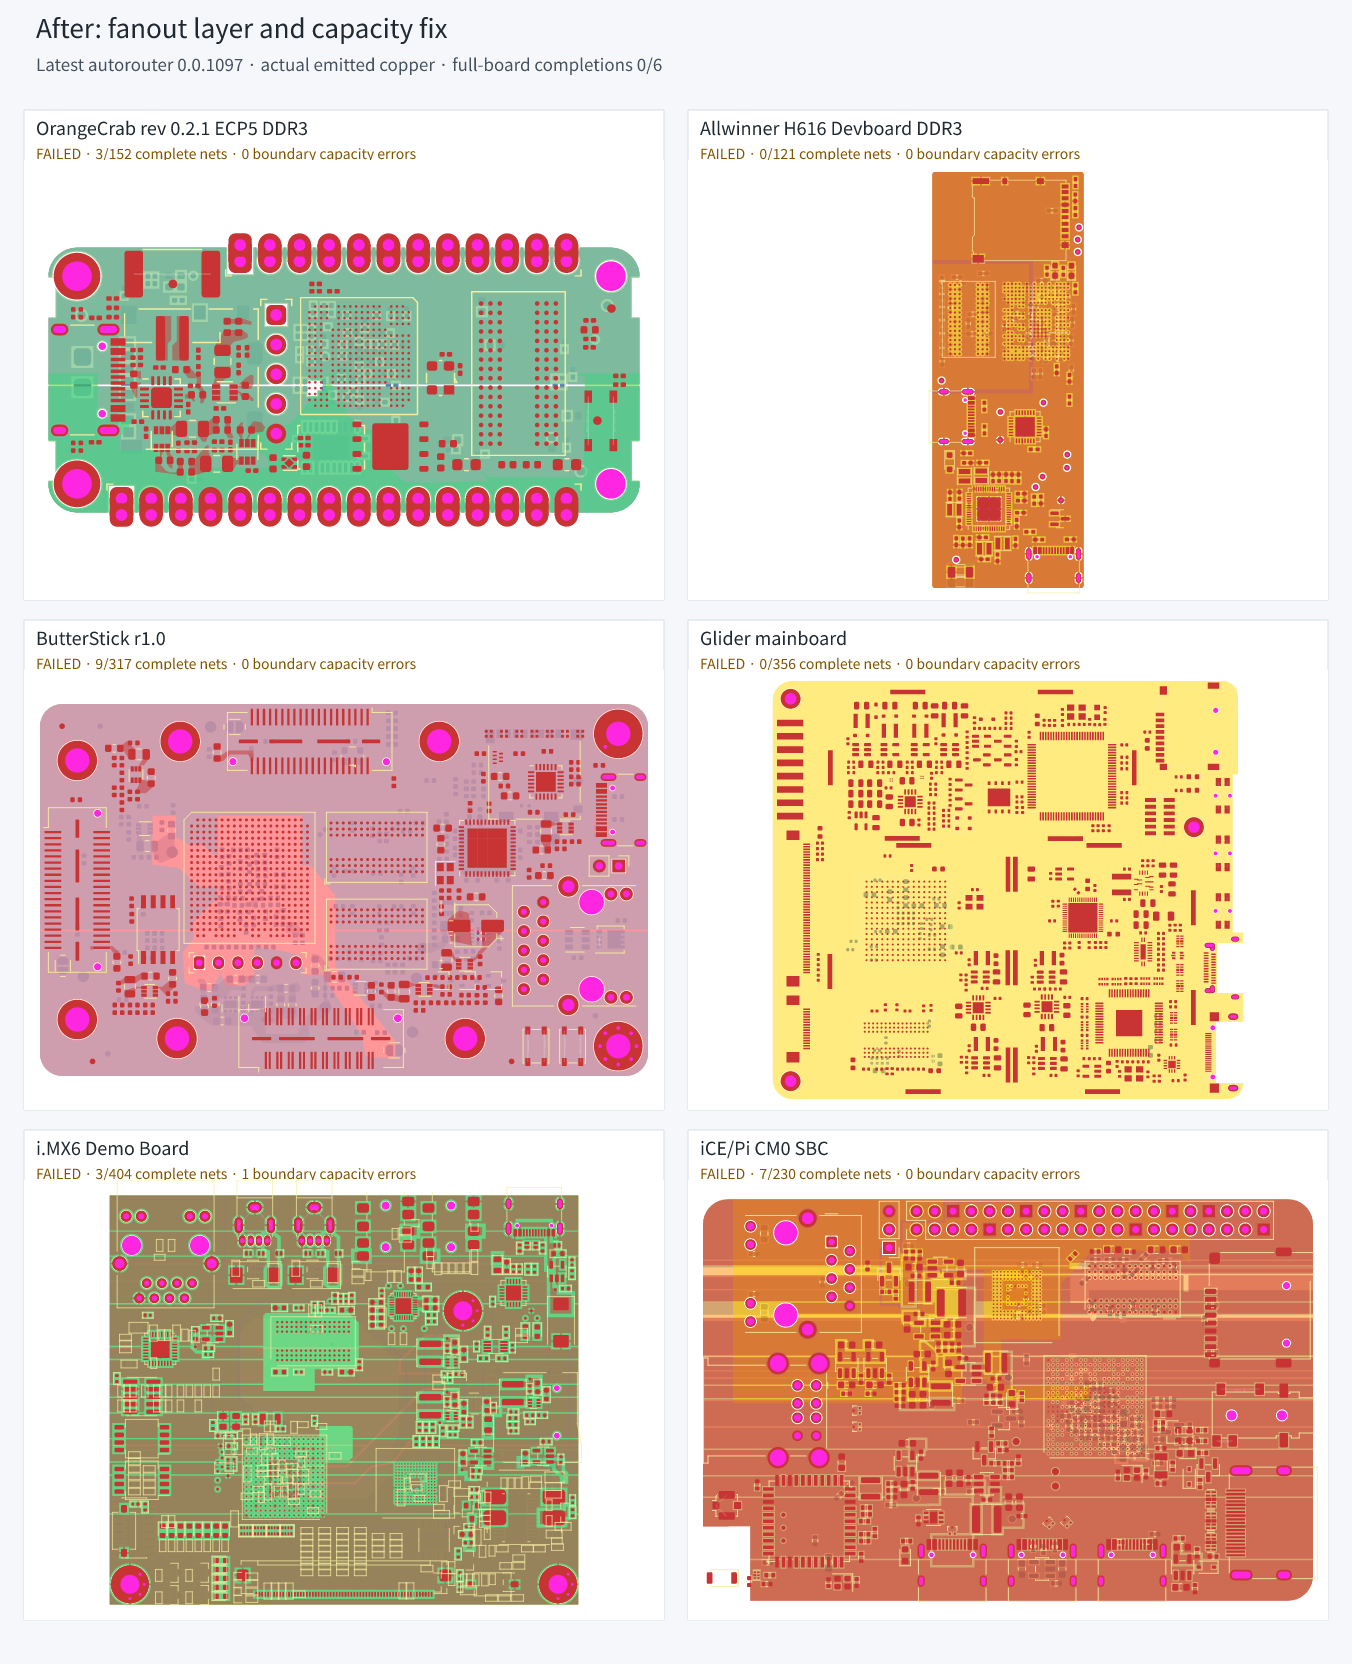 After: fanout layer and capacity fix
Latest autorouter 0.0.1097 · actual emitted copper · full-board completions 0/6
OrangeCrab rev 0.2.1 ECP5 DDR3
FAILED · 3/152 complete nets · 0 boundary capacity errors
Allwinner H616 Devboard DDR3
FAILED · 0/121 complete nets · 0 boundary capacity errors
ButterStick r1.0
FAILED · 9/317 complete nets · 0 boundary capacity errors
Glider mainboard
FAILED · 0/356 complete nets · 0 boundary capacity errors
i.MX6 Demo Board
FAILED · 3/404 complete nets · 1 boundary capacity errors
iCE/Pi CM0 SBC
FAILED · 7/230 complete nets · 0 boundary capacity errors